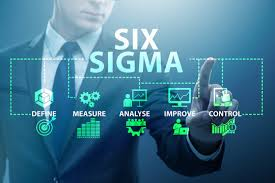 SIX
SIGMA
DEFINE MEASURE ANALYSE IMPROVE CONTROL